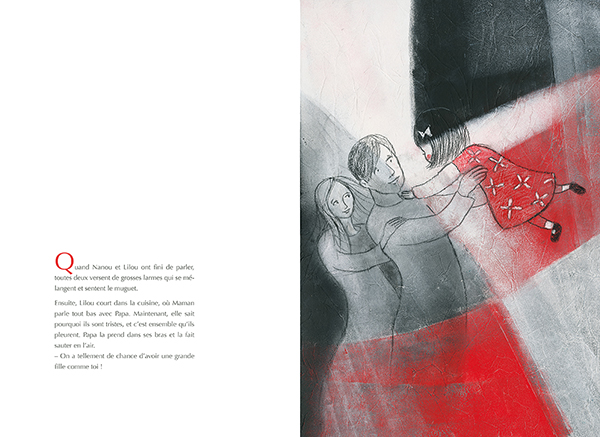 Quand Nanou et Lilou ont fini de parler,
toutes deux versent de grosses larmes qui se mé-
langent et sentent le muguet.
Ensuite, Lilou court dans la cuisine, où Maman
parle tout bas avec Papa. Maintenant, elle sait
pourquoi ils sont tristes, et c'est ensemble qu'ils
pleurent. Papa la prend dans ses bras et la fait
sauter en l'air.
– On a tellement de chance d'avoir une grande
fille comme toi !